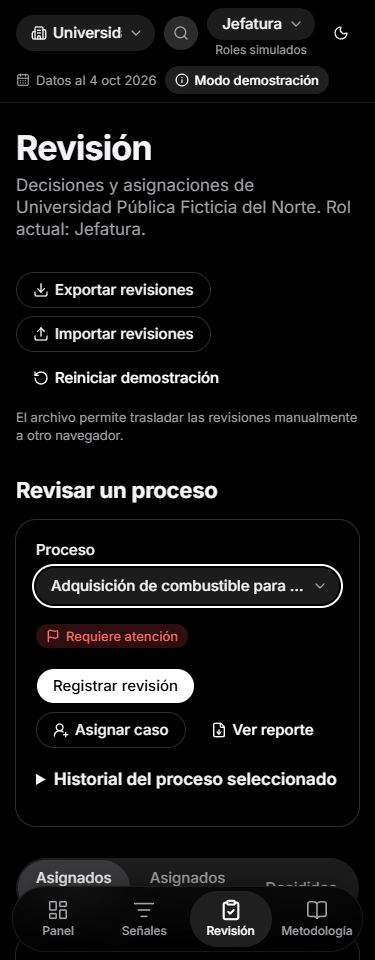 Universid
Jefatura
Roles simulados
Datos al 4 oct 2026
Modo demostración
Revisión
Decisiones y asignaciones de
Universidad Pública Ficticia del Norte. Rol
actual: Jefatura.
Exportar revisiones
Importar revisiones
Reiniciar demostración
El archivo permite trasladar las revisiones manualmente
a otro navegador.
Revisar un proceso
Proceso
Adquisición de combustible para ...
Requiere atención
Registrar revisión
Asignar caso
Ver reporte
Historial del proceso seleccionado
Asignados
Asignados
Decididos
Panel
Señales
Revisión
Metodología